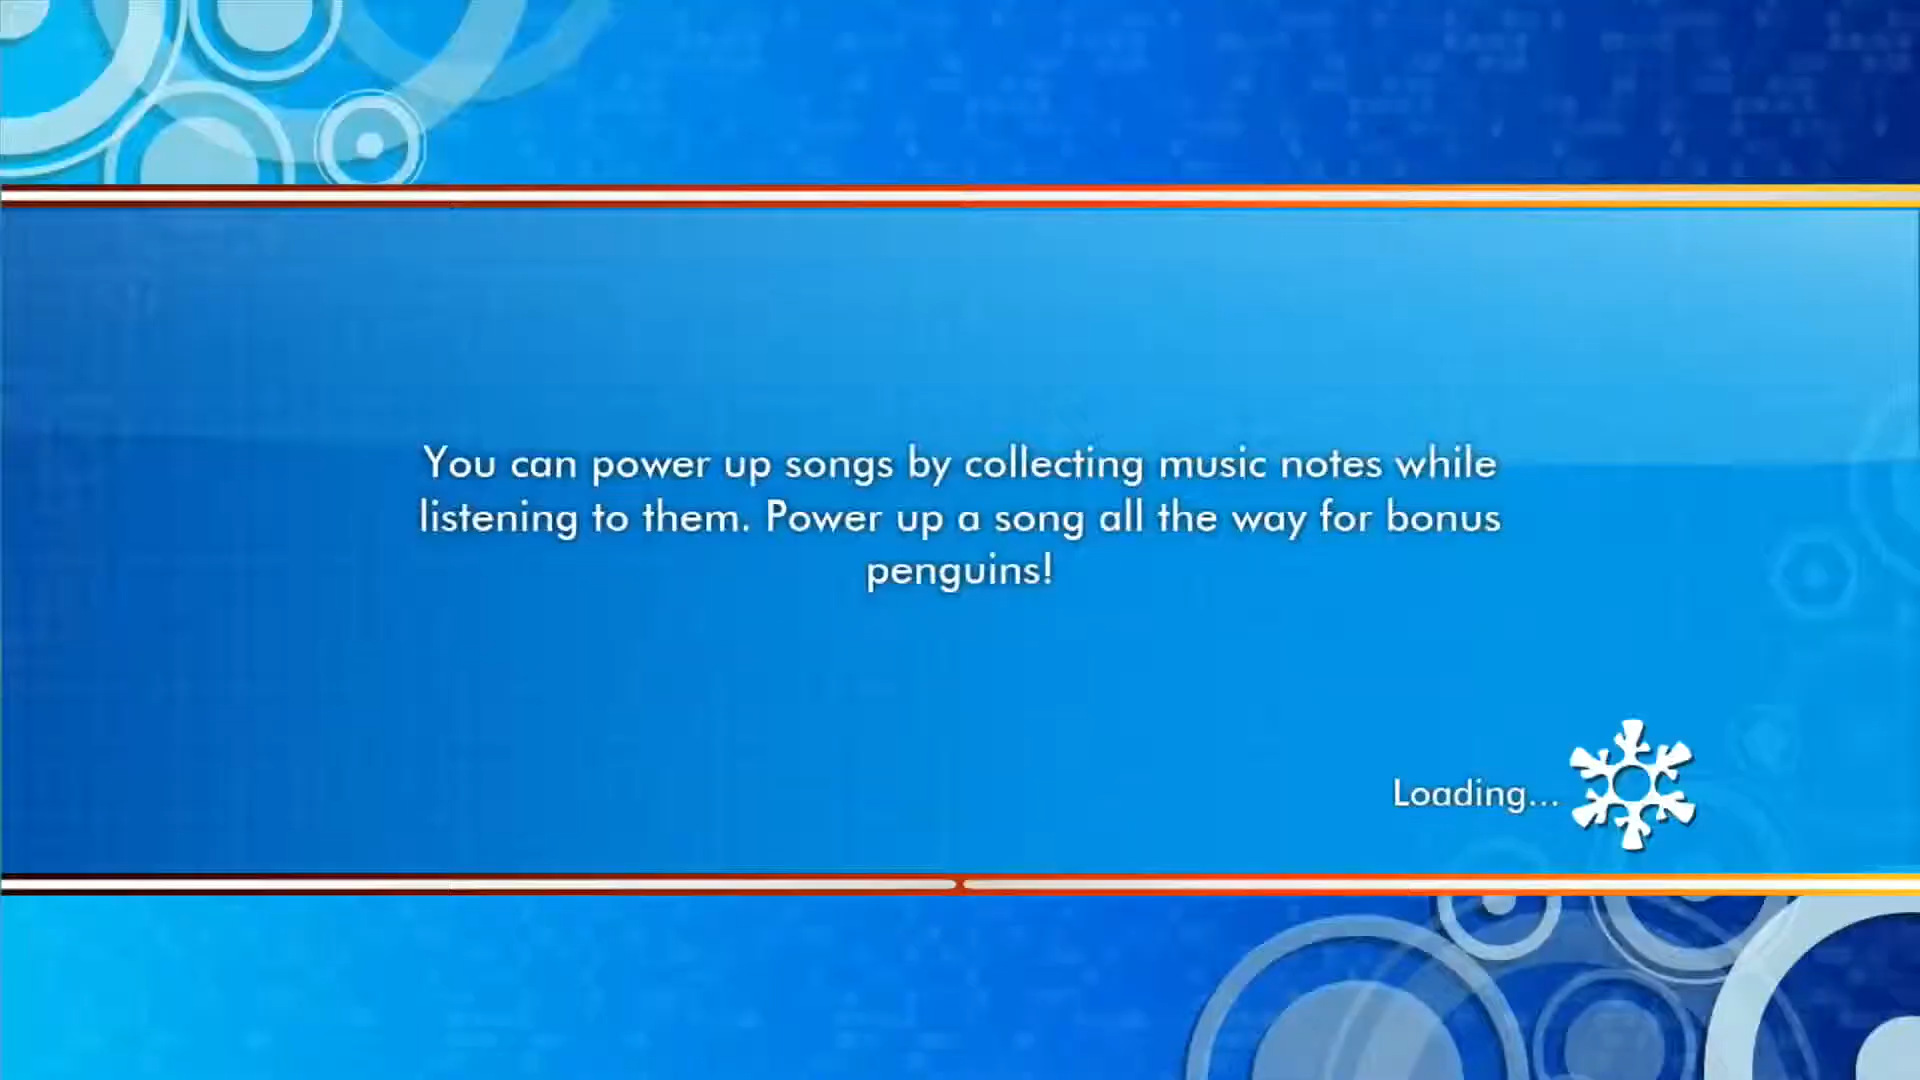 You can power up songs by collecting music notes while
listening to them. Power up a song all the way for bonus
penguins!
Loading...